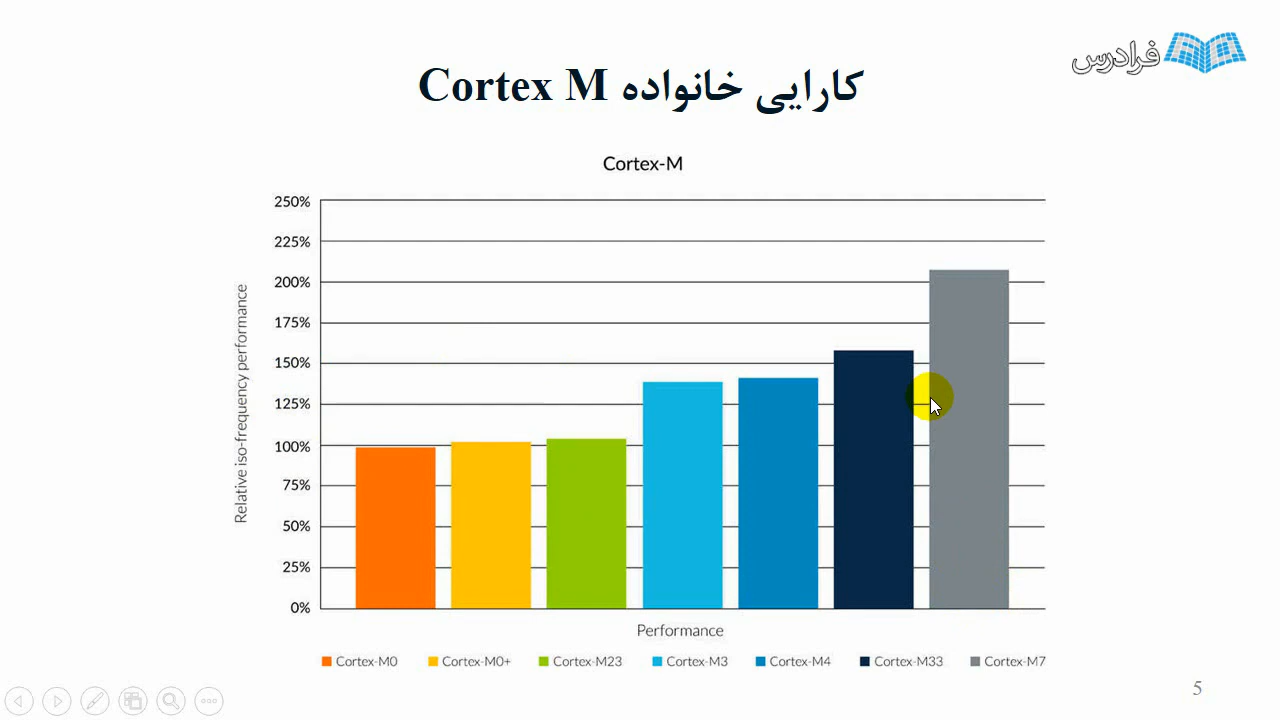 فرادرس
کارایی خانواده Cortex M
Cortex-M
250%
225%
200%
175%
150%
125%
100%
75%
50%
25%
0%
Relative iso-frequency performance
Performance
Cortex-M0 Cortex-M0+ Cortex-M23 Cortex-M3 Cortex-M4 Cortex-M33 Cortex-M7
5